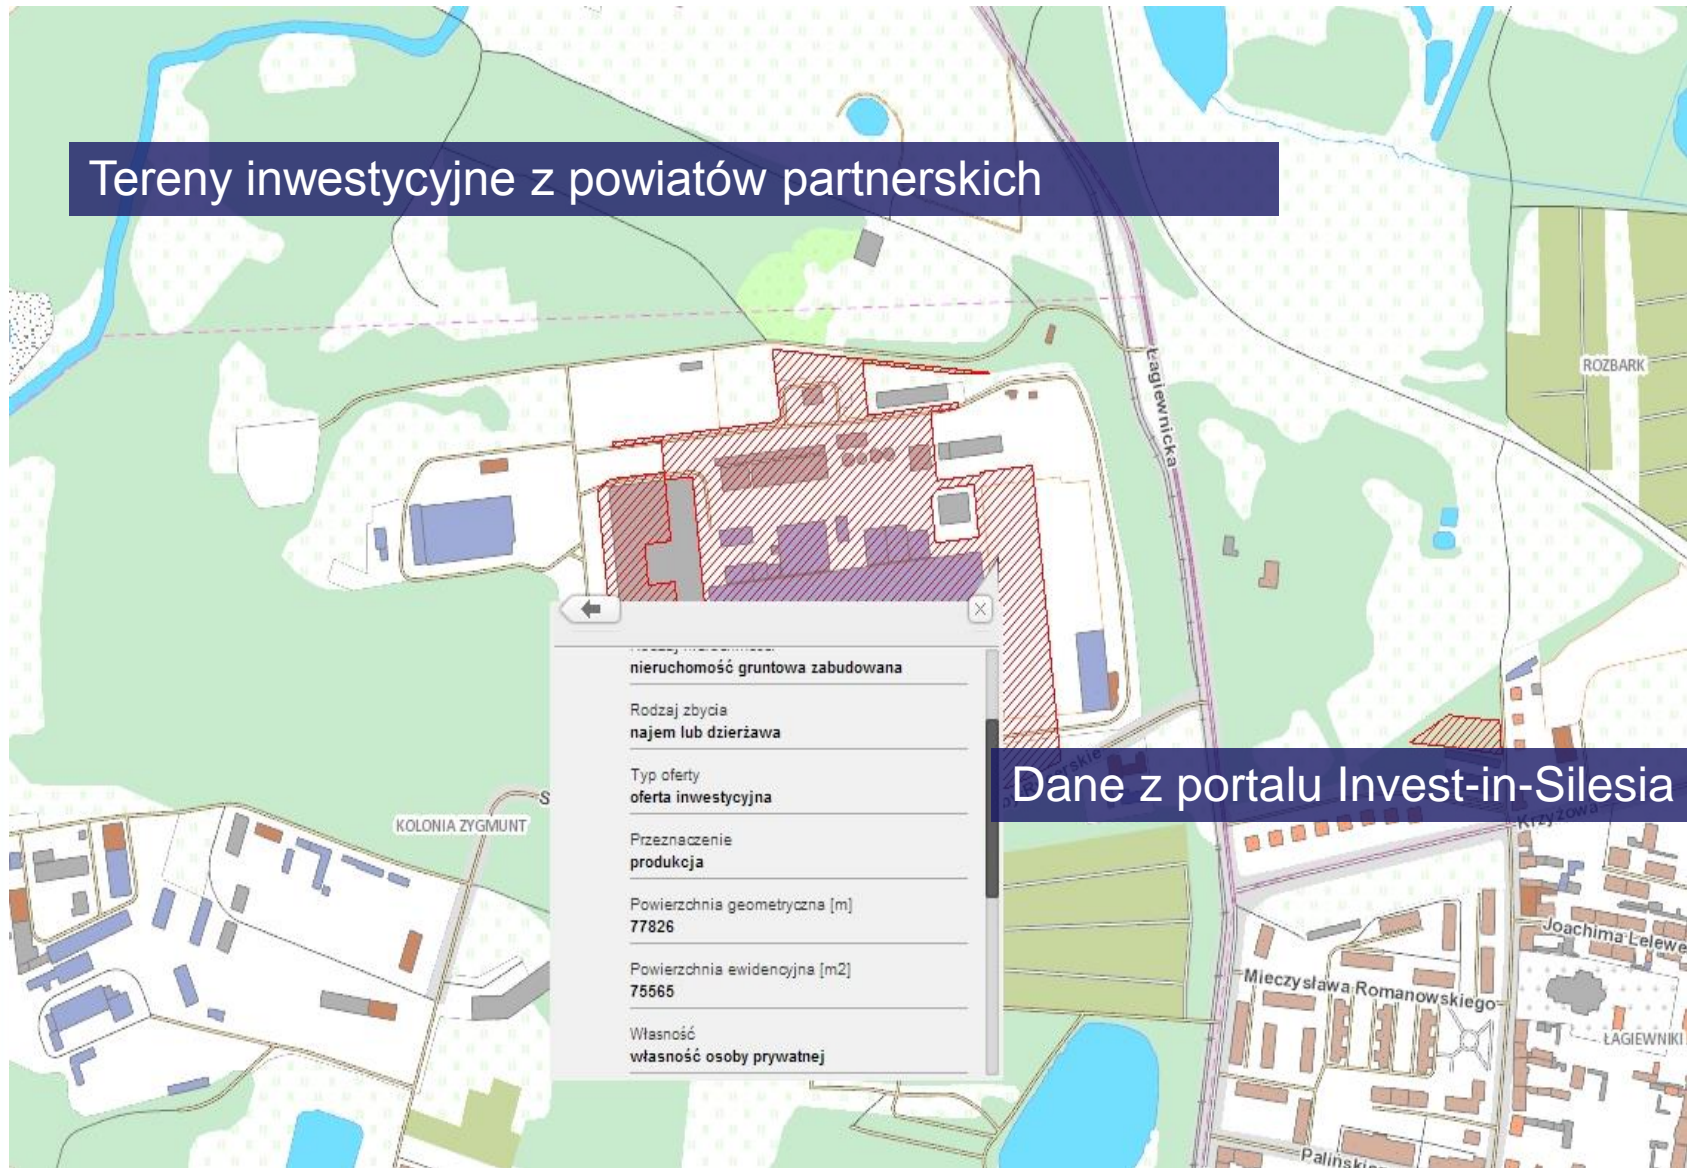 Tereny inwestycyjne z powiatów partnerskich
Łagiewnicka
ROZBARK
nieruchomość gruntowa zabudowana
Rodzaj zbycia
najem lub dzierżawa
Typ oferty
oferta inwestycyjna
Dane z portalu Invest-in-Silesia
Krzyżowa
KOLONIA ZYGMUNT
S
Przeznaczenie
produkcja
Powierzchnia geometryczna [m]
77826
Joachima Lelewe
Powierzchnia ewidencyjna [m2]
75565
Mieczysława Romanowskiego
Własność
własność osoby prywatnej
ŁAGIEWNIKI